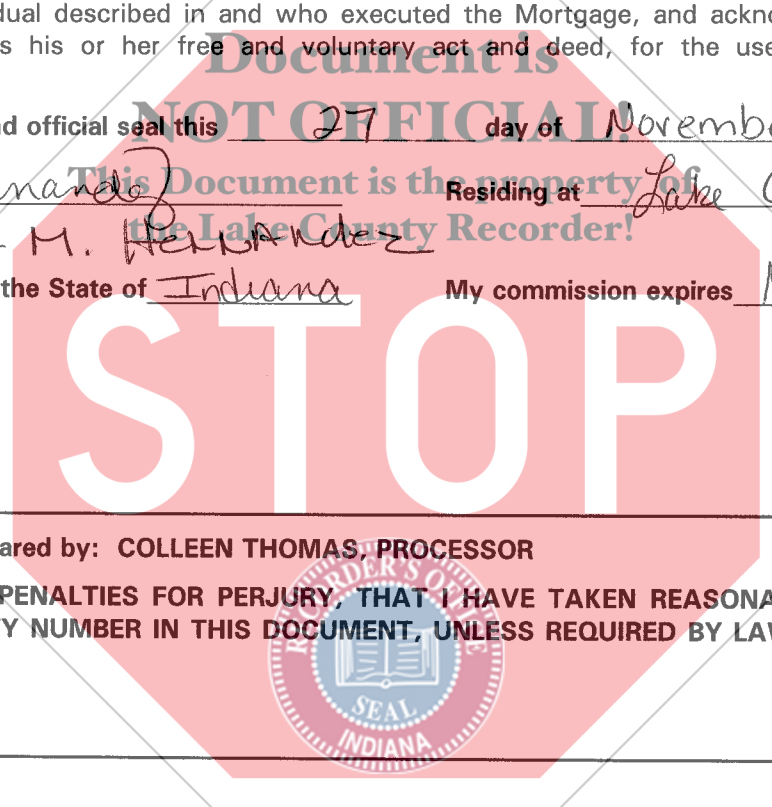 dual described in and who executed the Mortgage, and ackno
s his or her free and voluntary act and deed, for the use
Document is
NOT OFFICIAL!
This Document is the property of
the Lake County Recorder!
nd official seal this 27 day of Novembe
nandez Residing at Lake C
M. HERNANdez
the State of Indiana My commission expires N
STOP
ared by: COLLEEN THOMAS, PROCESSOR
PENALTIES FOR PERJURY, THAT I HAVE TAKEN REASONA
Y NUMBER IN THIS DOCUMENT, UNLESS REQUIRED BY LAW
RECORDER'S OFFICE
SEAL
INDIANA